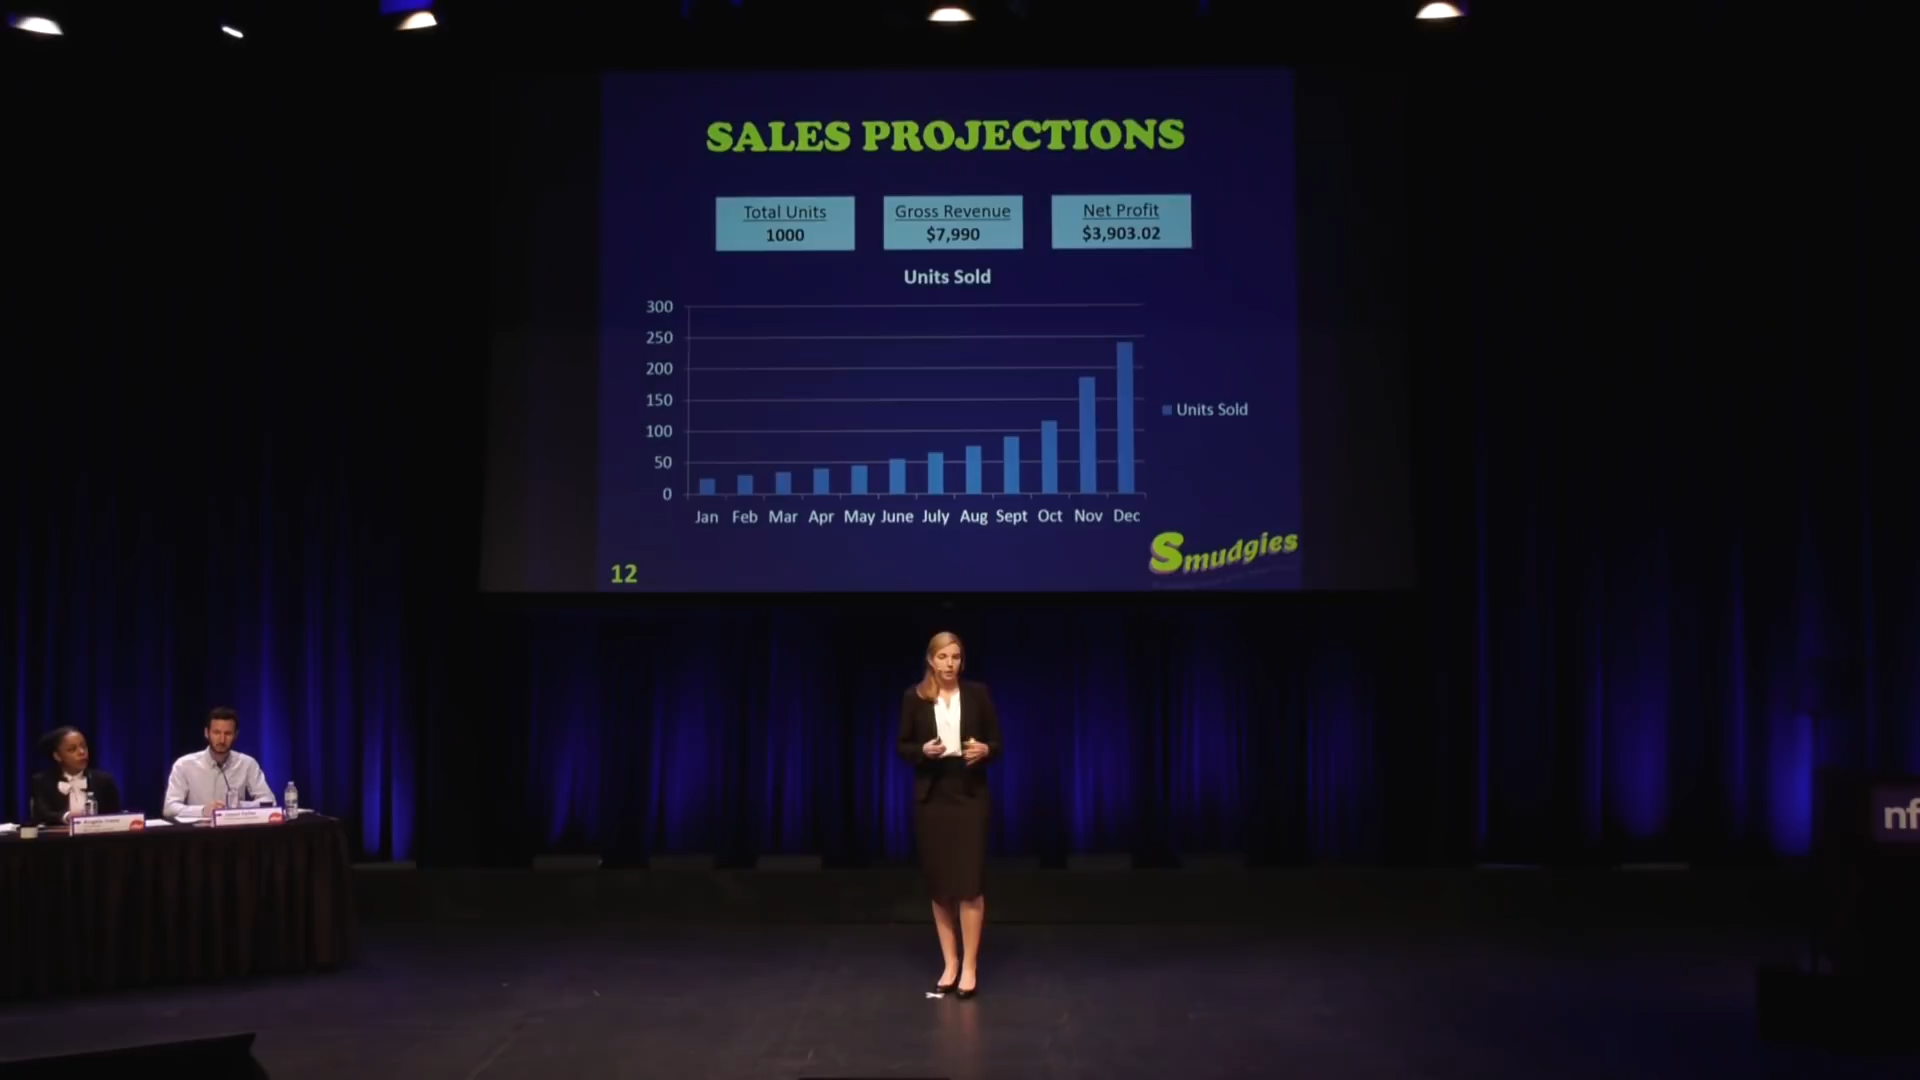 SALES PROJECTIONS
Total Units
1000
Gross Revenue
$7,990
Net Profit
$3,903.02
Units Sold
300
250
200
150
100
50
0
Jan Feb Mar Apr May June July Aug Sept Oct Nov Dec
Units Sold
12
Smudgies
nf